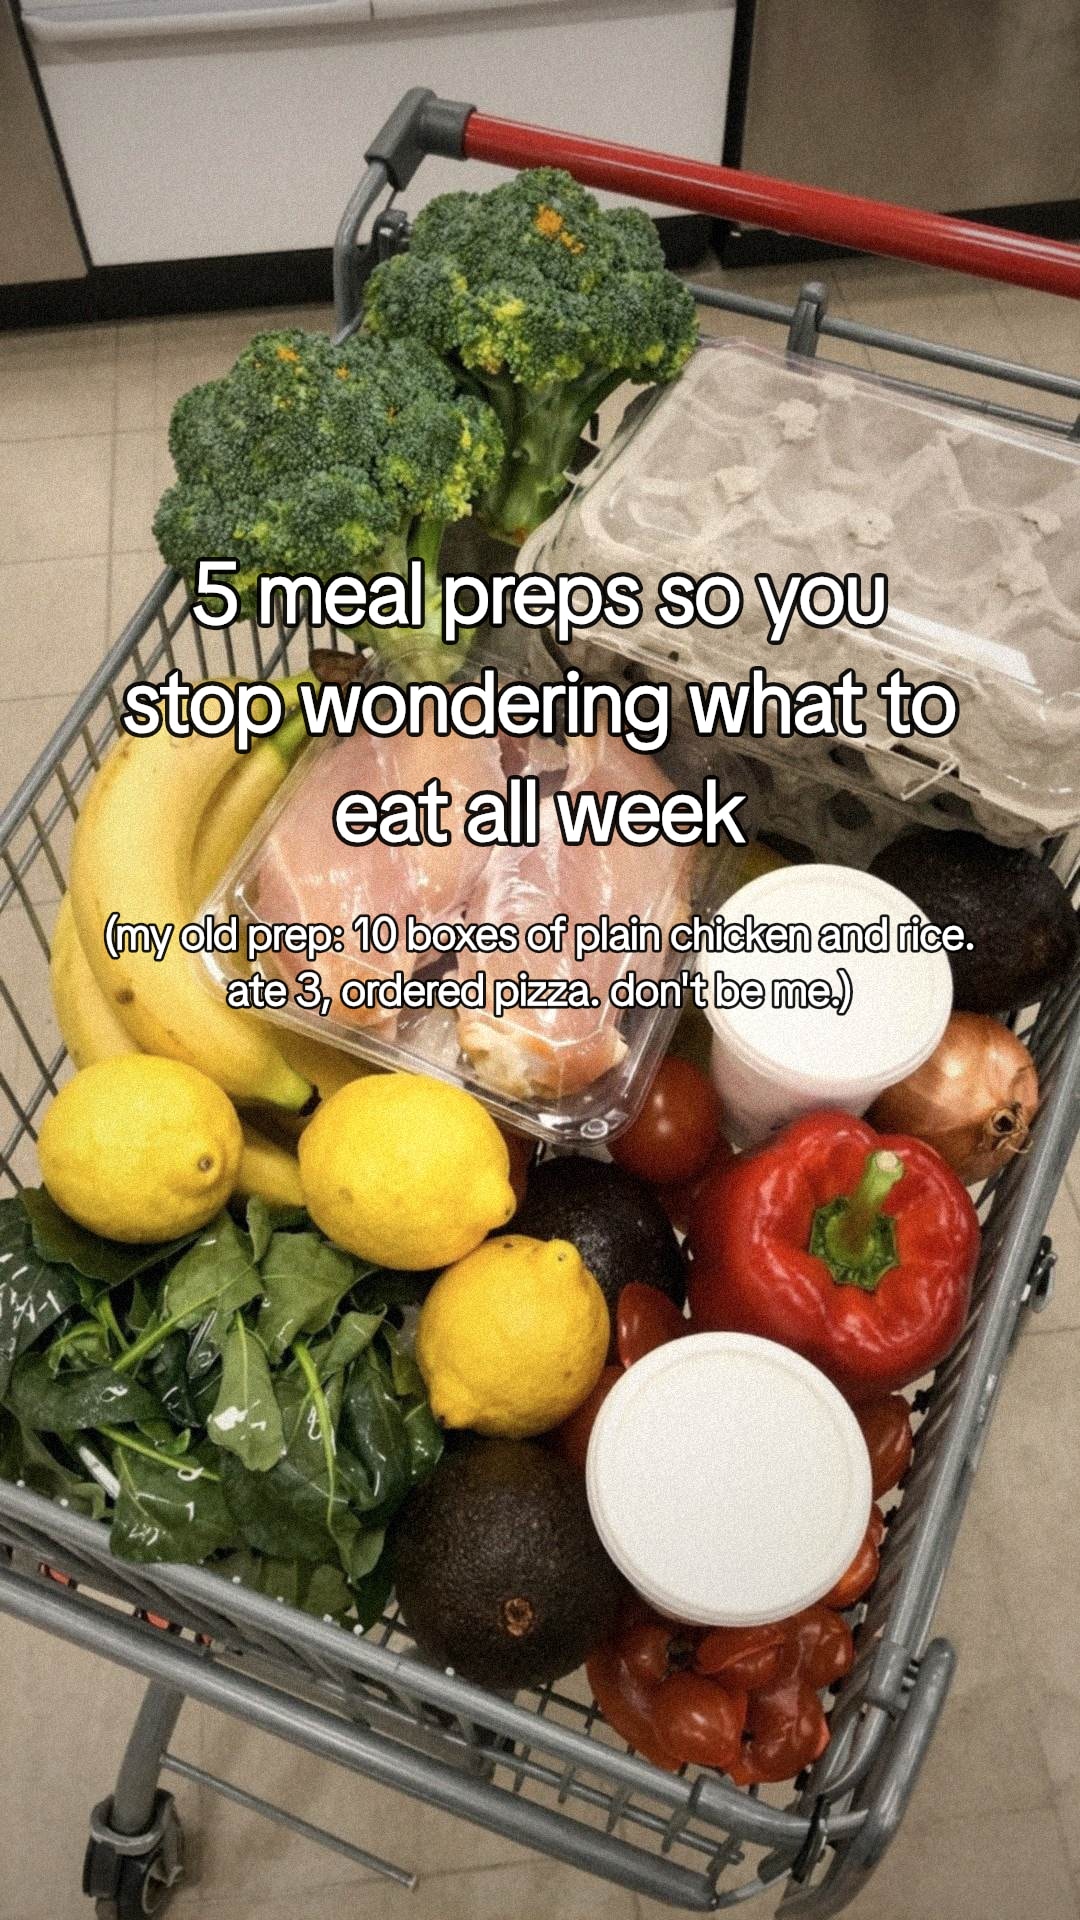 5 meal preps so you
stop wondering what to
eat all week
(my old prep: 10 boxes of plain chicken and rice.
ate 3, ordered pizza. don't be me.)